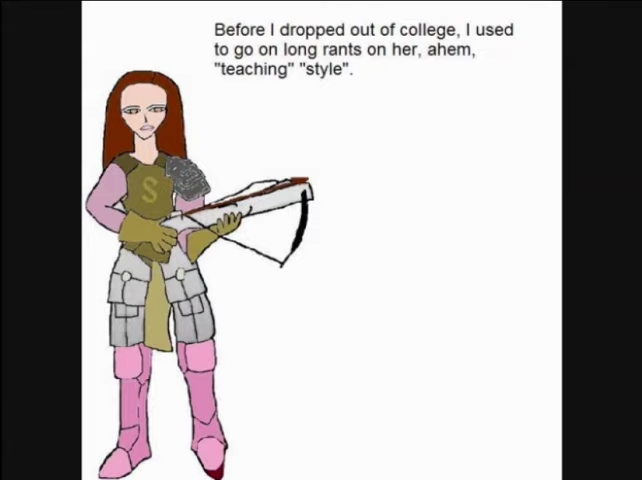 Before I dropped out of college, I used
to go on long rants on her, ahem,
"teaching" "style".
S